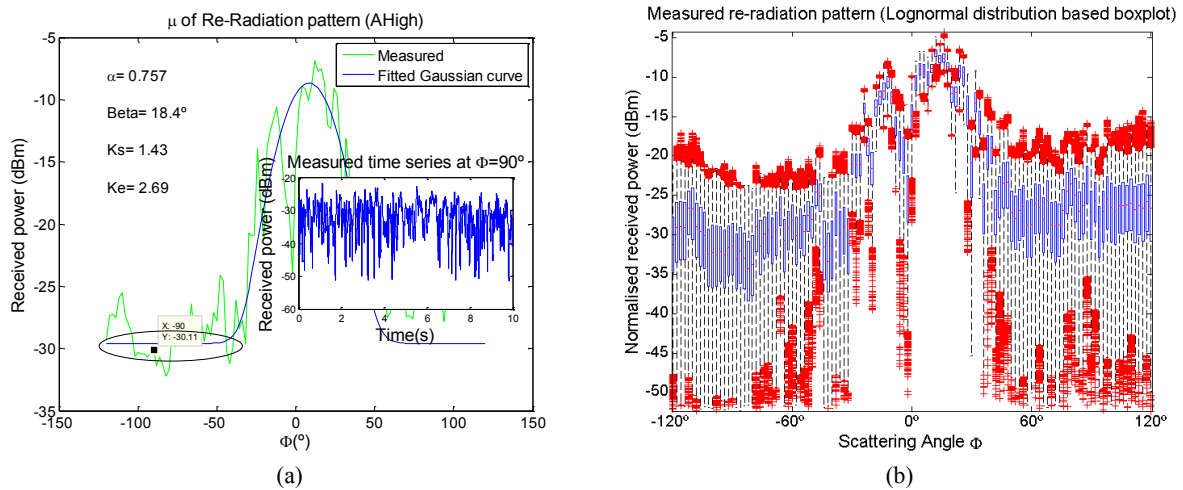 μ of Re-Radiation pattern (AHigh)
Measured
Fitted Gaussian curve
α= 0.757
Beta= 18.4º
Ks= 1.43
Ke= 2.69
Received power (dBm)
-5
-10
-15
-20
-25
-30
-35
-150
-100
-50
0
50
100
150
Φ(º)
X: -90
Y: -30.11
Measured time series at Φ=90º
Received power (dBm)
-20
-30
-40
-50
-60
0
2
4
6
8
10
Time(s)
(a)
Measured re-radiation pattern (Lognormal distribution based boxplot)
Normalised received power (dBm)
-5
-10
-15
-20
-25
-30
-35
-40
-45
-50
-120º
-60º
0º
60º
120º
Scattering Angle Φ
(b)